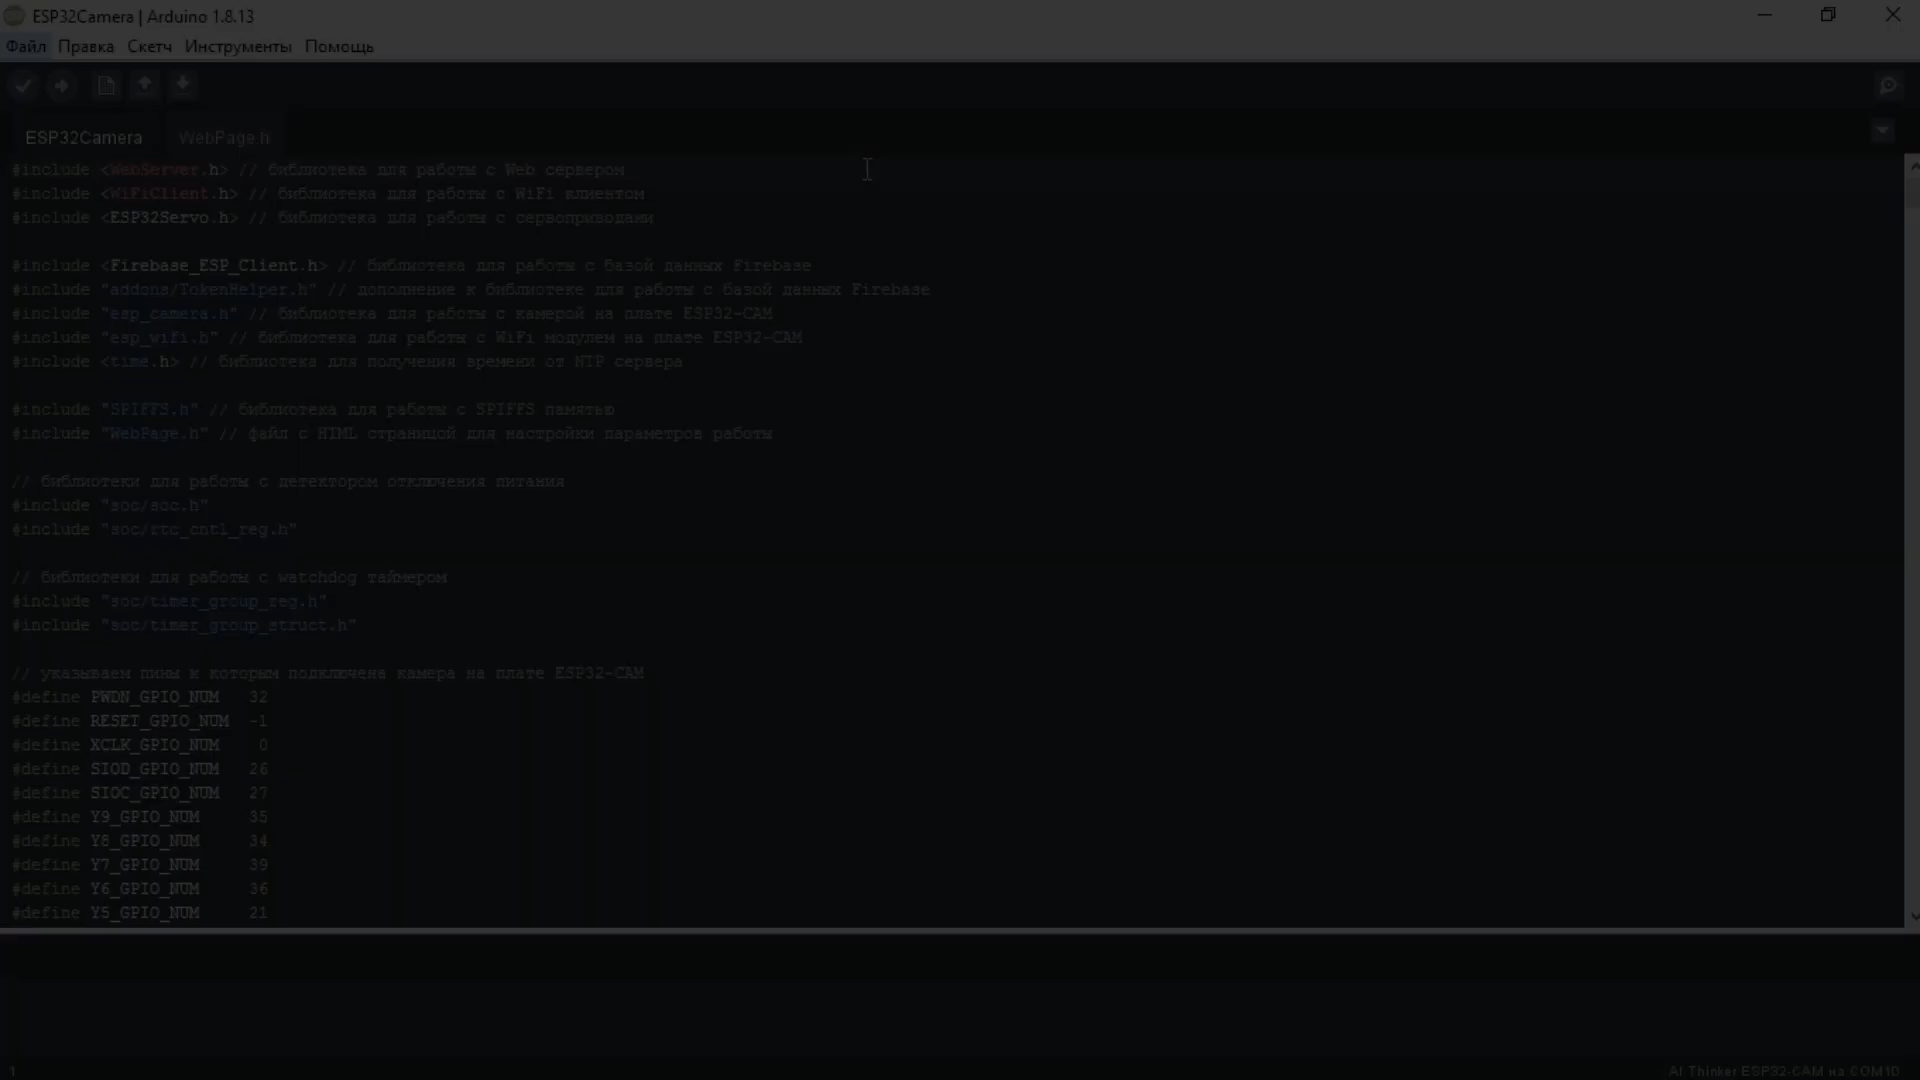 ESP32Camera | Arduino 1.8.13
Файл Правка Скетч Инструменты Помощь
ESP32Camera WebPage.h
#include <WebServer.h> // библиотека для работы с Web сервером
#include <WiFiClient.h> // библиотека для работы с WiFi клиентом
#include <ESP32Servo.h> // библиотека для работы с сервоприводами
#include <Firebase_ESP_Client.h> // библиотека для работы с базой данных Firebase
#include "addons/TokenHelper.h" // дополнение к библиотеке для работы с базой данных Firebase
#include "esp_camera.h" // библиотека для работы с камерой на плате ESP32-CAM
#include "esp_wifi.h" // библиотека для работы с WiFi модулем на плате ESP32-CAM
#include <time.h> // библиотека для получения времени от NTP сервера
#include "SPIFFS.h" // библиотека для работы с SPIFFS памятью
#include "WebPage.h" // файл с HTML страницой для настройки параметров работы
// библиотеки для работы с детектором отключения питания
#include "soc/soc.h"
#include "soc/rtc_cntl_reg.h"
// библиотеки для работы с watchdog таймером
#include "soc/timer_group_reg.h"
#include "soc/timer_group_struct.h"
// указываем пины к которым подключена камера на плате ESP32-CAM
#define PWDN_GPIO_NUM 32
#define RESET_GPIO_NUM -1
#define XCLK_GPIO_NUM 0
#define SIOD_GPIO_NUM 26
#define SIOC_GPIO_NUM 27
#define Y9_GPIO_NUM 35
#define Y8_GPIO_NUM 34
#define Y7_GPIO_NUM 39
#define Y6_GPIO_NUM 36
#define Y5_GPIO_NUM 21
1 AI Thinker ESP32-CAM на COM10